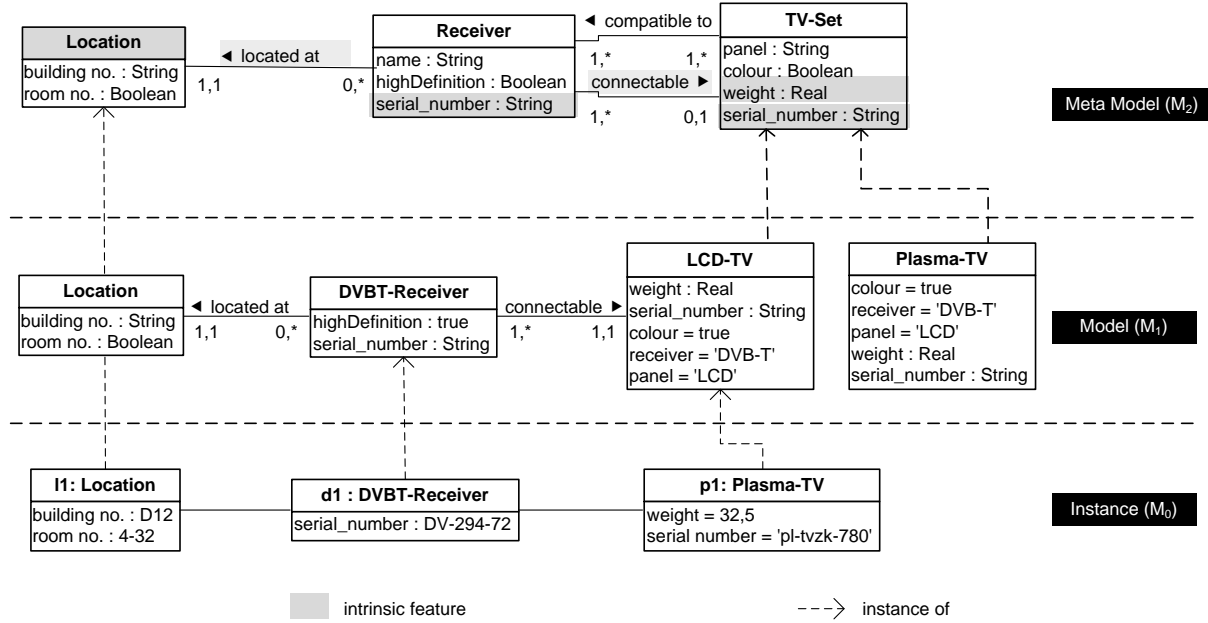 Location
building no. : String
room no. : Boolean
◄ located at
1,1
0,*
Receiver
name : String
highDefinition : Boolean
serial_number : String
◄ compatible to
1,*
1,*
connectable ►
1,*
0,1
TV-Set
panel : String
colour : Boolean
weight : Real
serial_number : String
Meta Model (M2)
Location
building no. : String
room no. : Boolean
◄ located at
1,1
0,*
DVBT-Receiver
highDefinition : true
serial_number : String
connectable ►
1,*
1,1
LCD-TV
weight : Real
serial_number : String
colour = true
receiver = 'DVB-T'
panel = 'LCD'
Plasma-TV
colour = true
receiver = 'DVB-T'
panel = 'LCD'
weight : Real
serial_number : String
Model (M1)
l1: Location
building no. : D12
room no. : 4-32
d1 : DVBT-Receiver
serial_number : DV-294-72
p1: Plasma-TV
weight = 32,5
serial number = 'pl-tvzk-780'
Instance (M0)
intrinsic feature
instance of